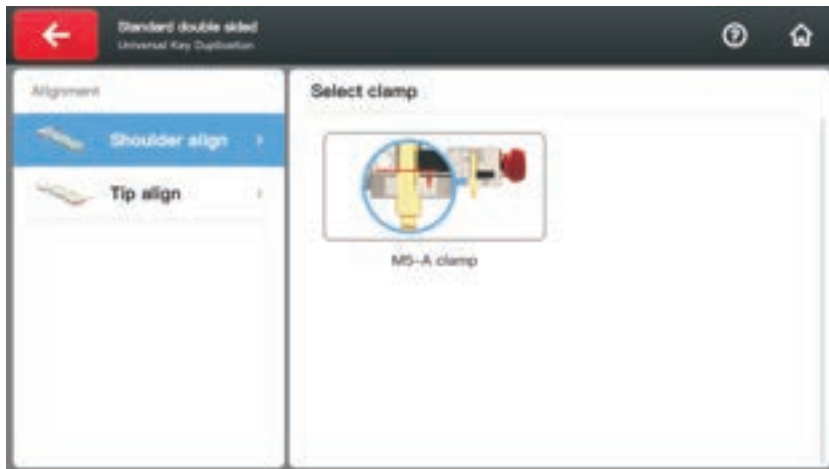 Standard double sided
Universal Key Duplication
Alignment
Shoulder align
Tip align
Select clamp
M5-A clamp